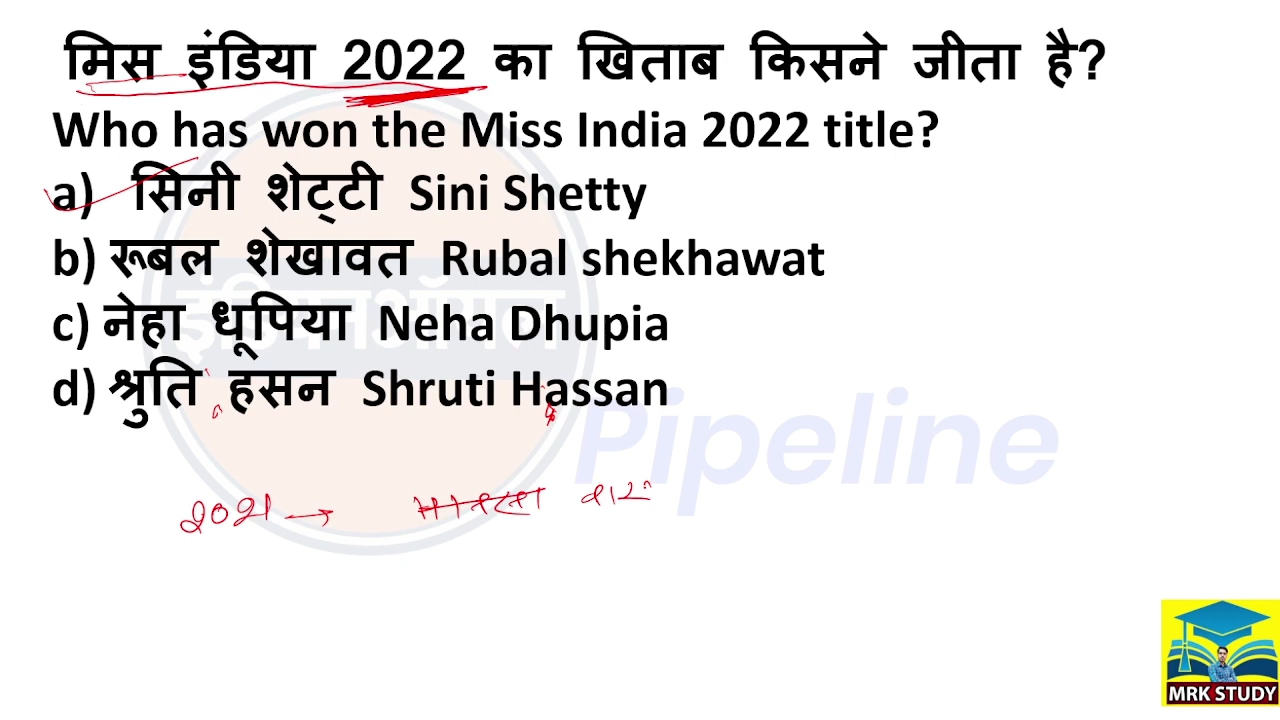 मिस इंडिया 2022 का खिताब किसने जीता है?
Who has won the Miss India 2022 title?
a) सिनी शेट्टी Sini Shetty
b) रूबल शेखावत Rubal shekhawat
c) नेहा धूपिया Neha Dhupia
d) श्रुति हसन Shruti Hassan
Pipeline
2021 →
MRK STUDY